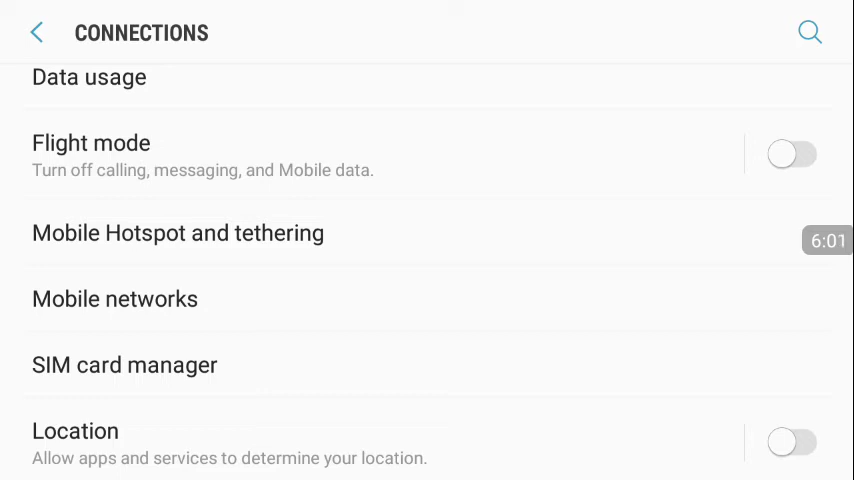 CONNECTIONS
Data usage
Flight mode
Turn off calling, messaging, and Mobile data.
Mobile Hotspot and tethering
6:01
Mobile networks
SIM card manager
Location
Allow apps and services to determine your location.